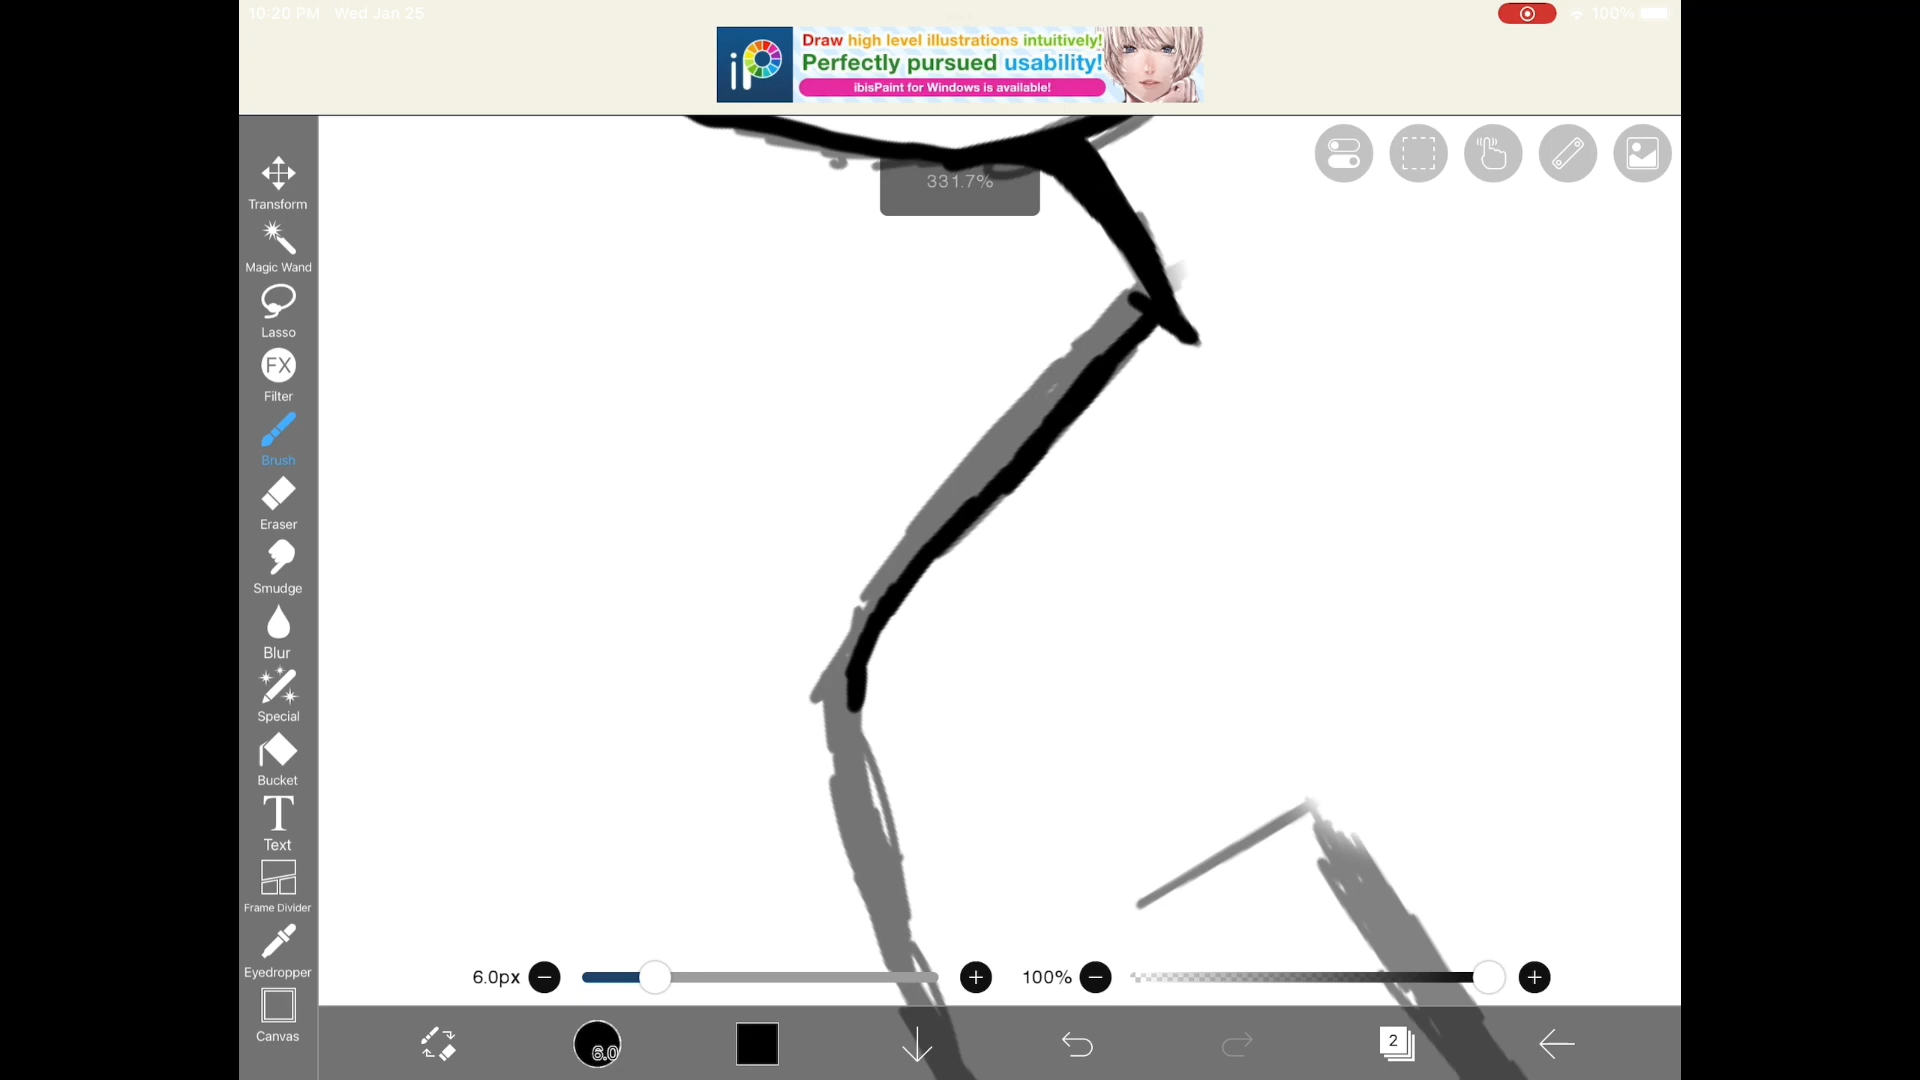 10:20 PM Wed Jan 25
100%
iP
Draw high level illustrations intuitively!
Perfectly pursued usability!
ibisPaint for Windows is available!
331.7%
Transform
Magic Wand
Lasso
FX
Filter
Brush
Eraser
Smudge
Blur
Special
Bucket
T
Text
Frame Divider
Eyedropper
Canvas
6.0px
100%
6.0
2